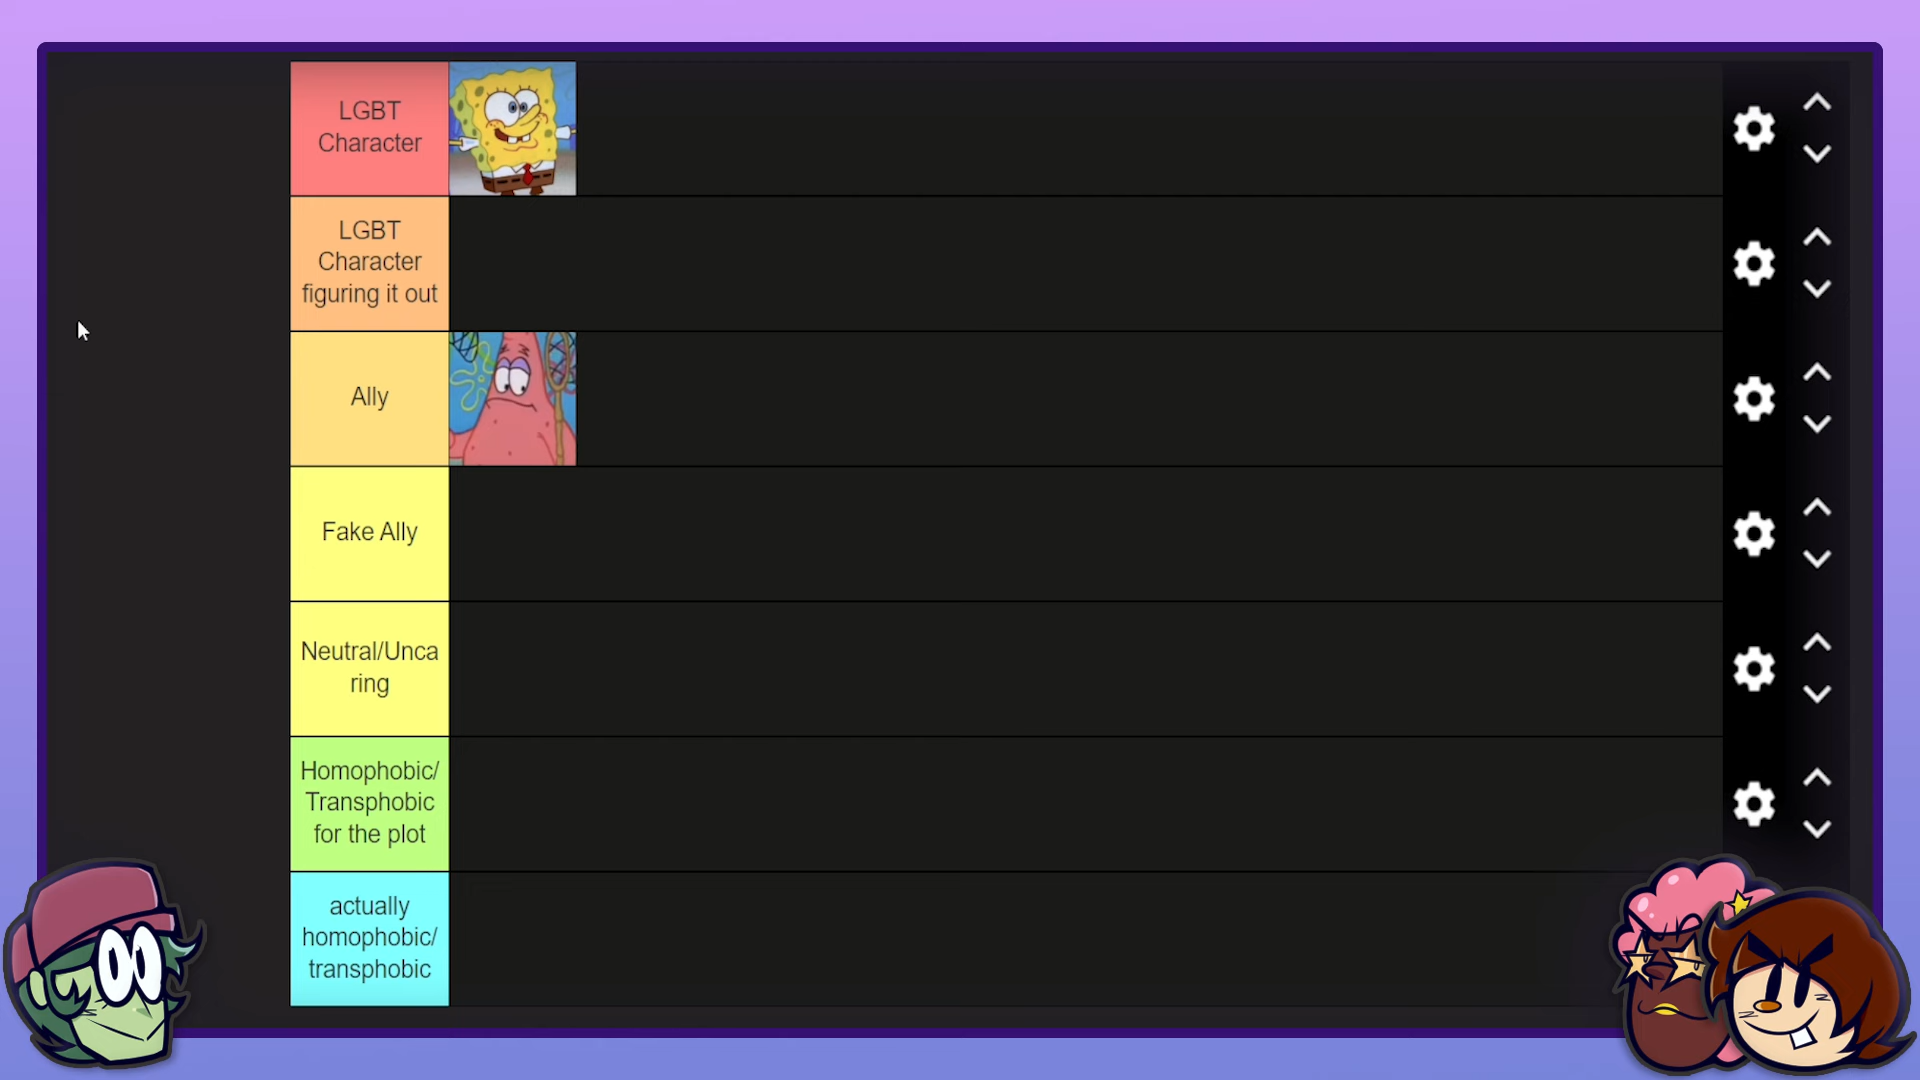 LGBT
Character
LGBT
Character
figuring it out
Ally
Fake Ally
Neutral/Unca
ring
Homophobic/
Transphobic
for the plot
actually
homophobic/
transphobic